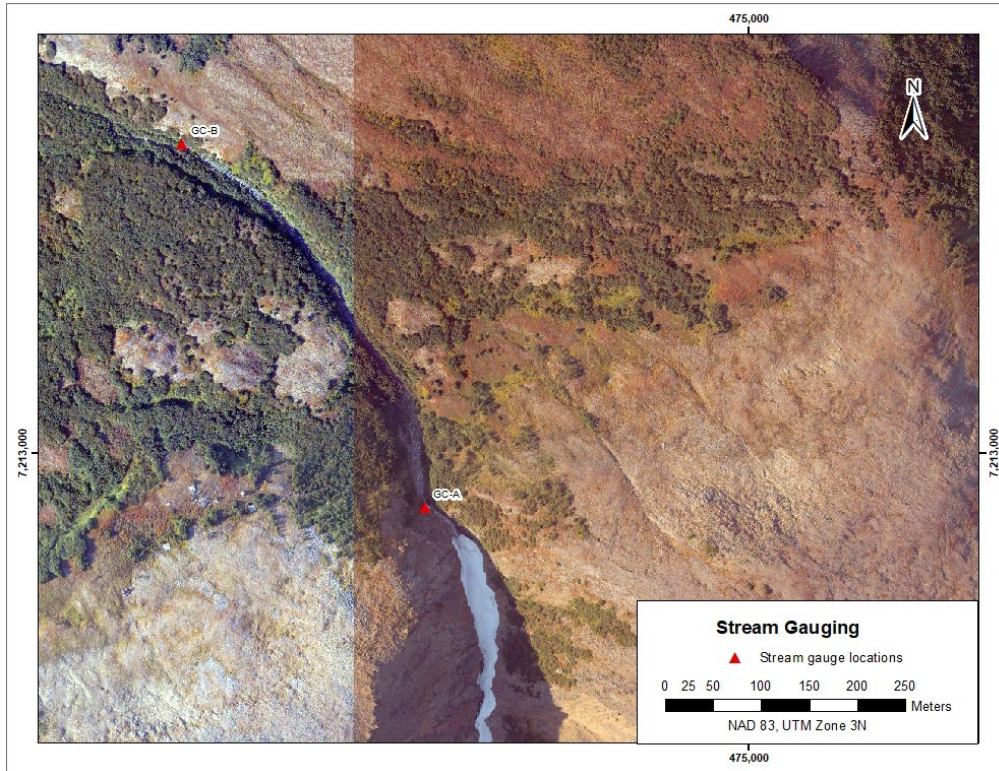 475,000
N
GC-B
7,213,000
7,213,000
GC-A
Stream Gauging
Stream gauge locations
0 25 50 100 150 200 250
Meters
NAD 83, UTM Zone 3N
475,000